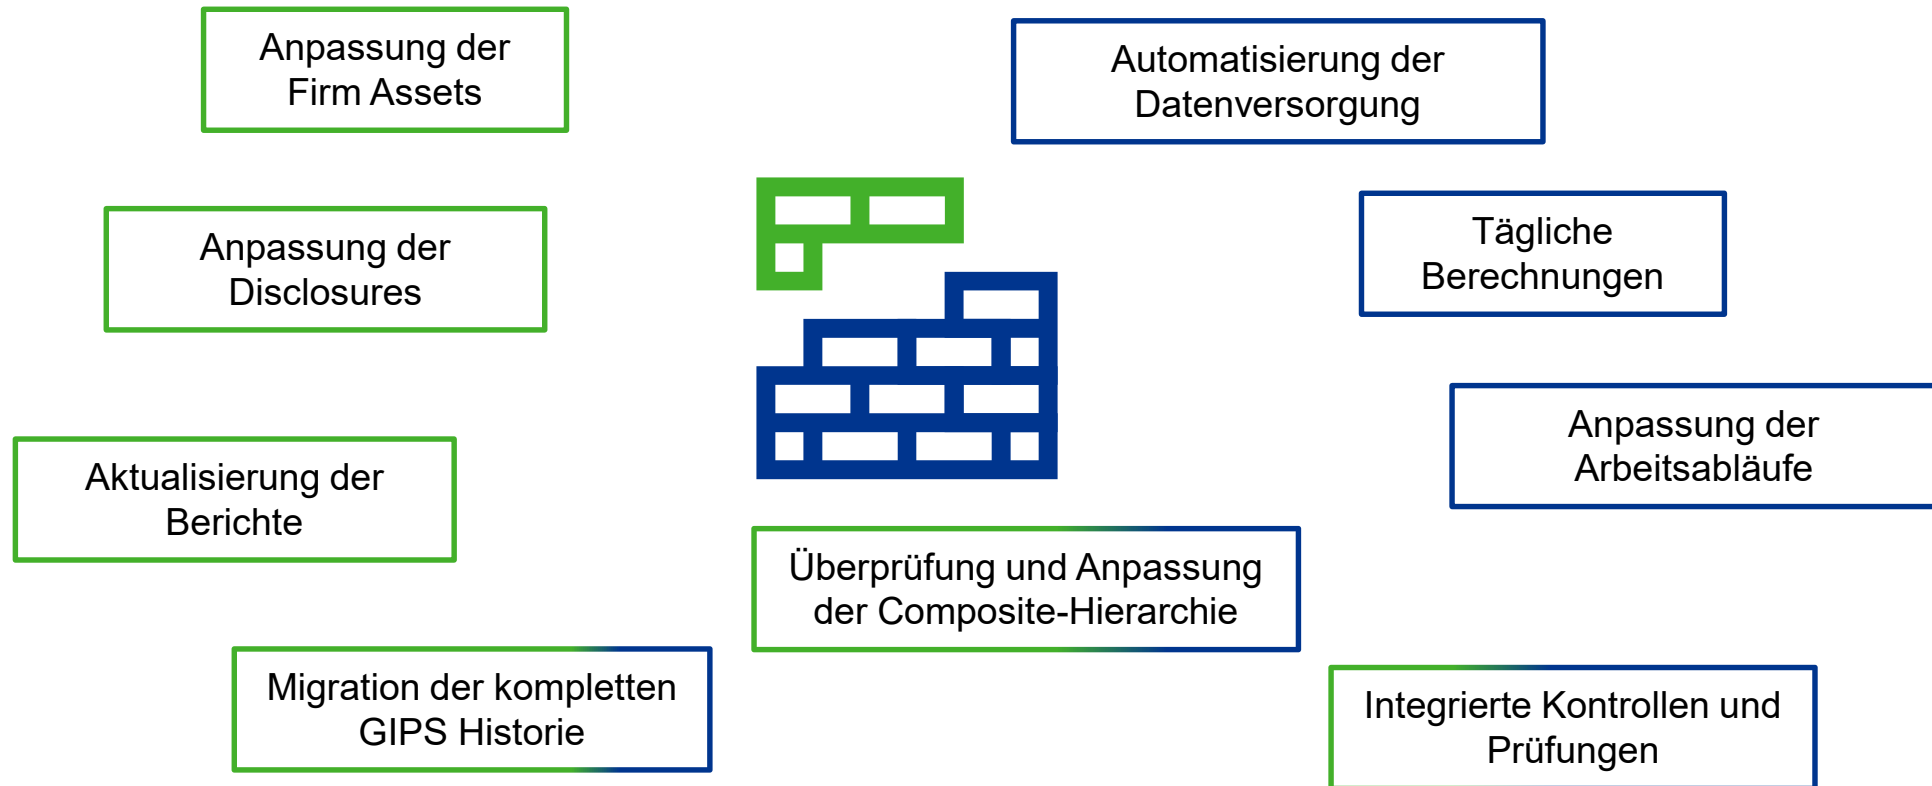 Anpassung der
Firm Assets
Automatisierung der
Datenversorgung
Anpassung der
Disclosures
Tägliche
Berechnungen
Aktualisierung der
Berichte
Anpassung der
Arbeitsabläufe
Überprüfung und Anpassung
der Composite-Hierarchie
Migration der kompletten
GIPS Historie
Integrierte Kontrollen und
Prüfungen